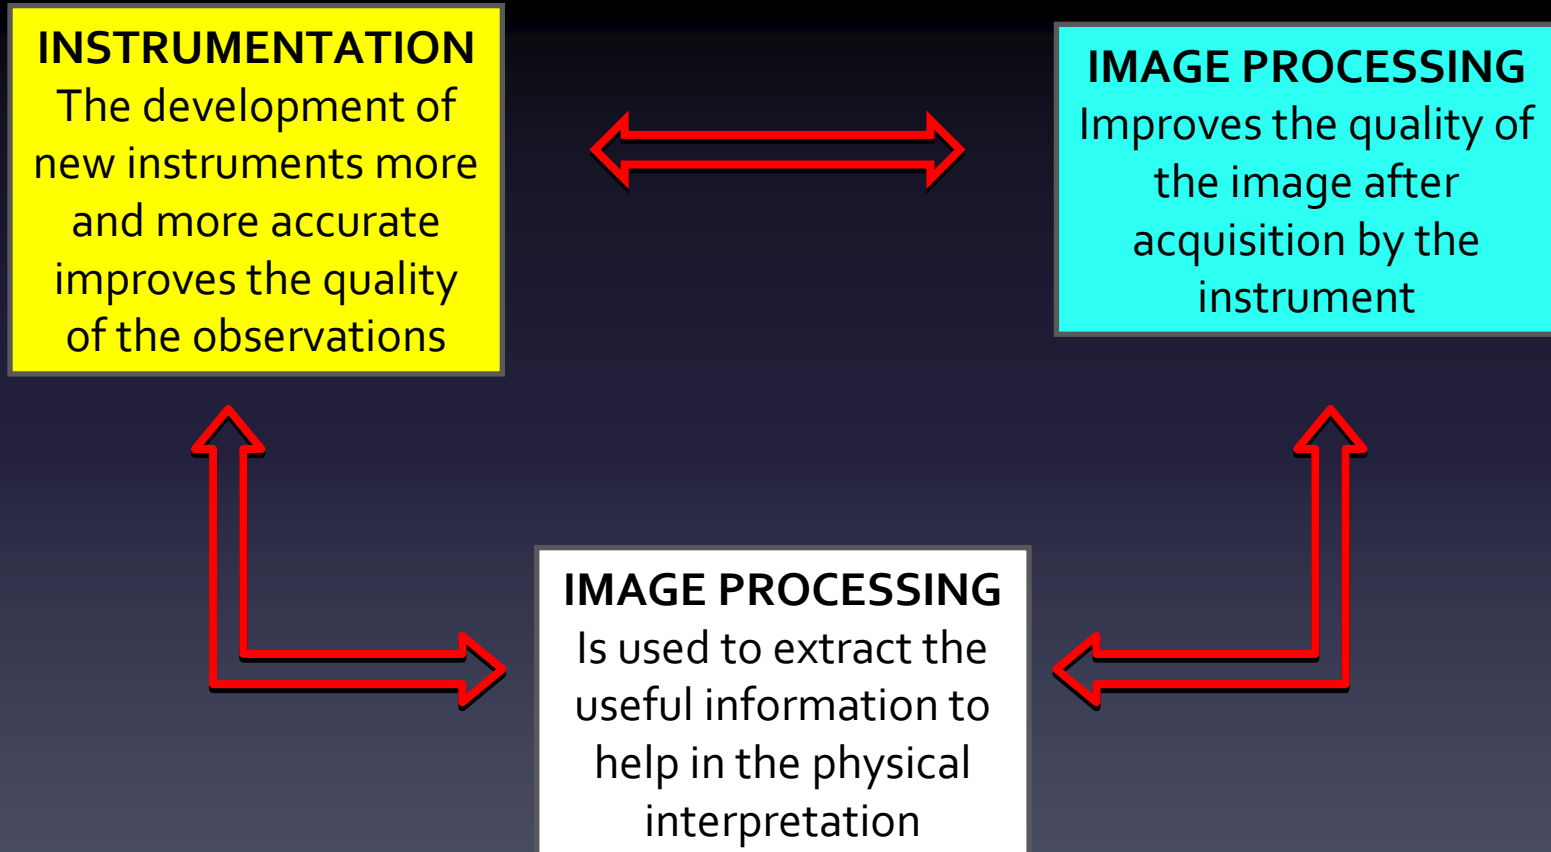 INSTRUMENTATION
The development of
new instruments more
and more accurate
improves the quality
of the observations
IMAGE PROCESSING
Improves the quality of
the image after
acquisition by the
instrument
IMAGE PROCESSING
Is used to extract the
useful information to
help in the physical
interpretation